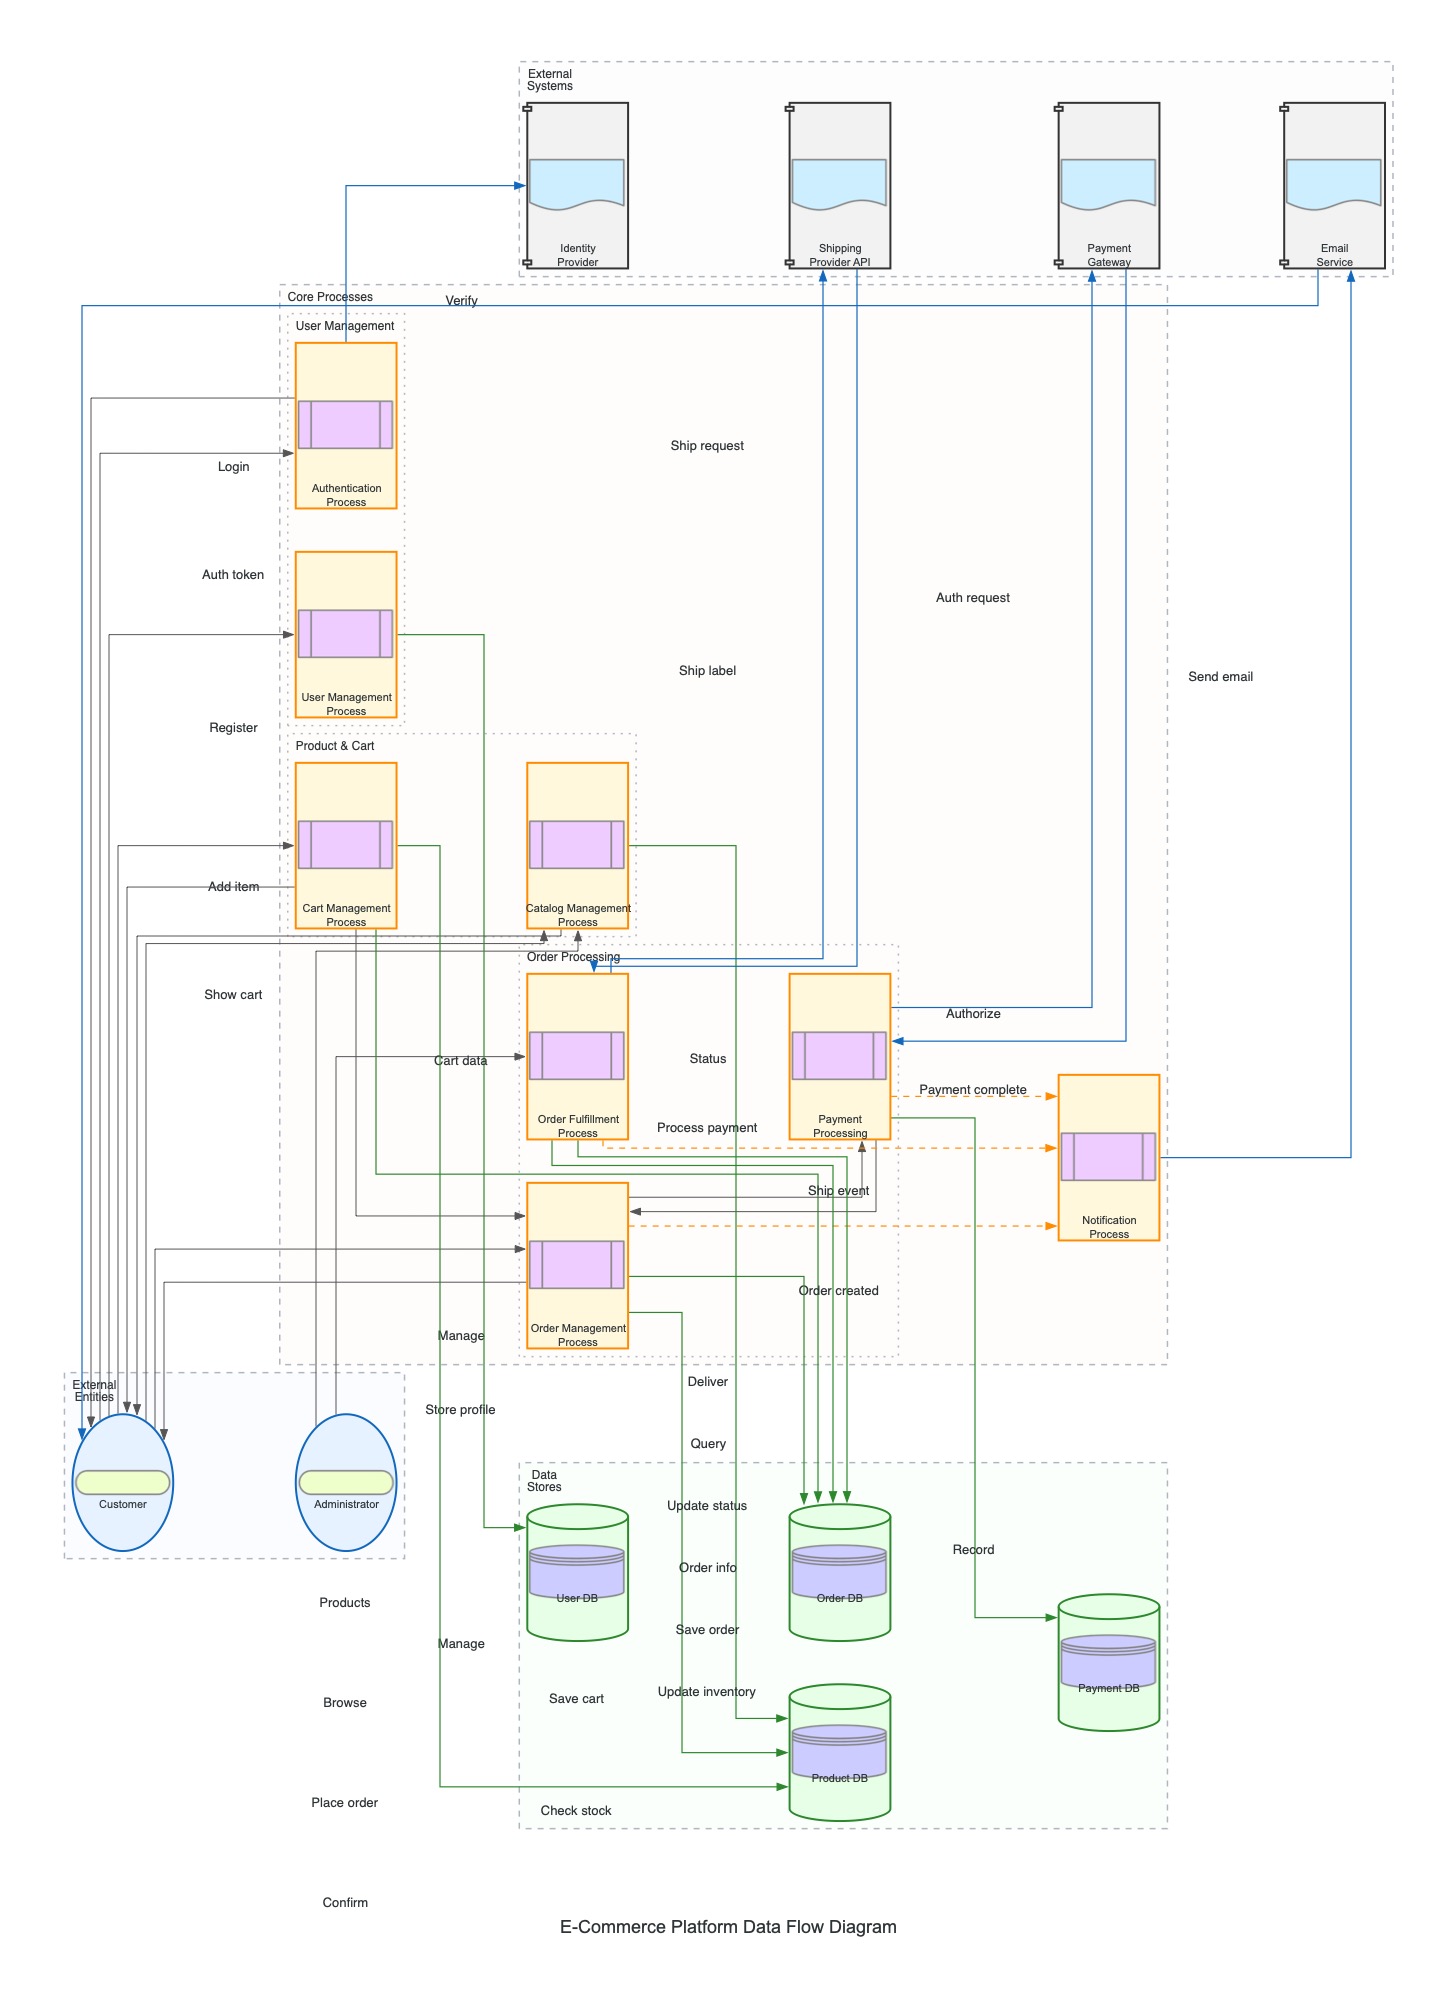 External
Systems
Identity
Provider
Shipping
Provider API
Payment
Gateway
Email
Service
Core Processes
Verify
User Management
Ship request
Login
Authentication
Process
Auth token
Auth request
Ship label
Send email
User Management
Process
Register
Product & Cart
Add item
Cart Management
Process
Catalog Management
Process
Order Processing
Show cart
Authorize
Cart data
Status
Payment complete
Order Fulfillment
Process
Process payment
Payment
Processing
Ship event
Notification
Process
Order created
Order Management
Process
Manage
External
Entities
Deliver
Store profile
Query
Data
Stores
Customer
Administrator
Update status
Record
Order info
User DB
Order DB
Products
Save order
Manage
Payment DB
Update inventory
Save cart
Browse
Product DB
Place order
Check stock
Confirm
E-Commerce Platform Data Flow Diagram